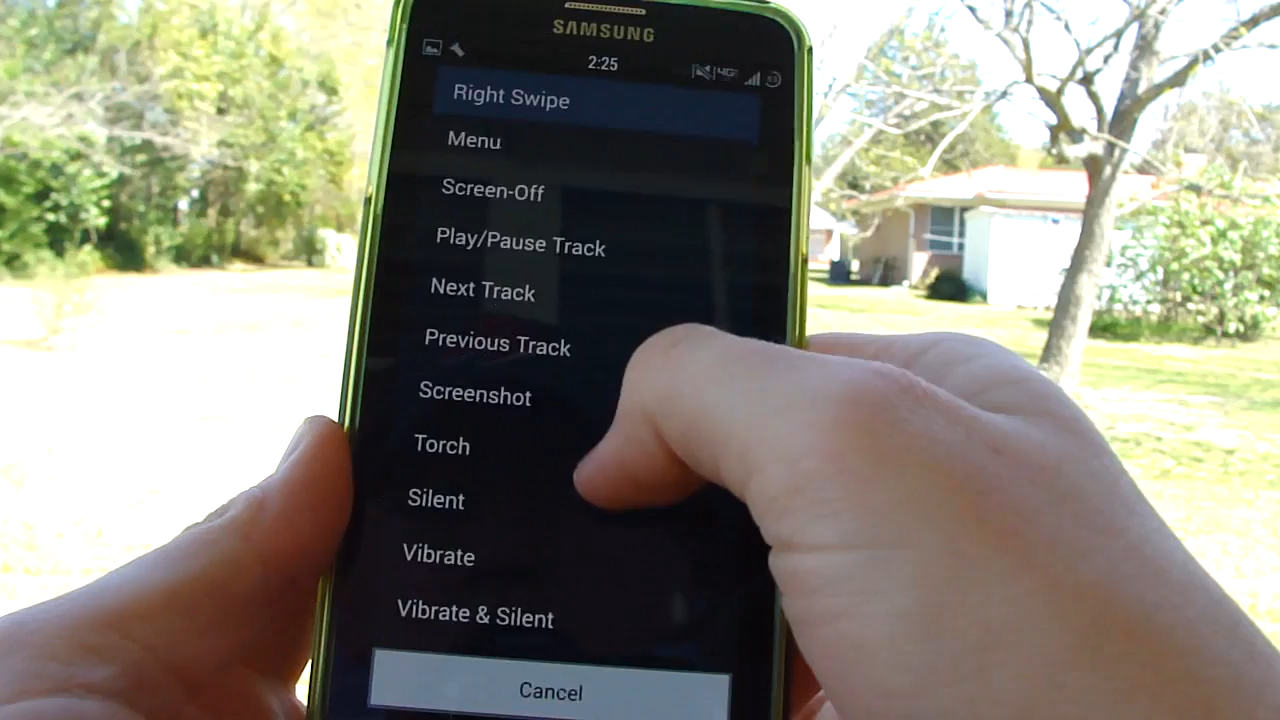 SAMSUNG
2:25
4G
Right Swipe
Menu
Screen-Off
Play/Pause Track
Next Track
Previous Track
Screenshot
Torch
Silent
Vibrate
Vibrate & Silent
Cancel